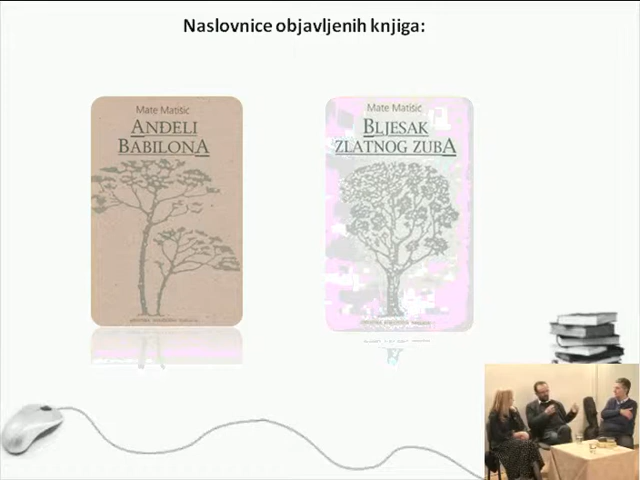 Naslovnice objavljenih knjiga:
Mate Matišić
ANĐELI
BABILONA
Mate Matišić
BLJESAK
ZLATNOG ZUBA